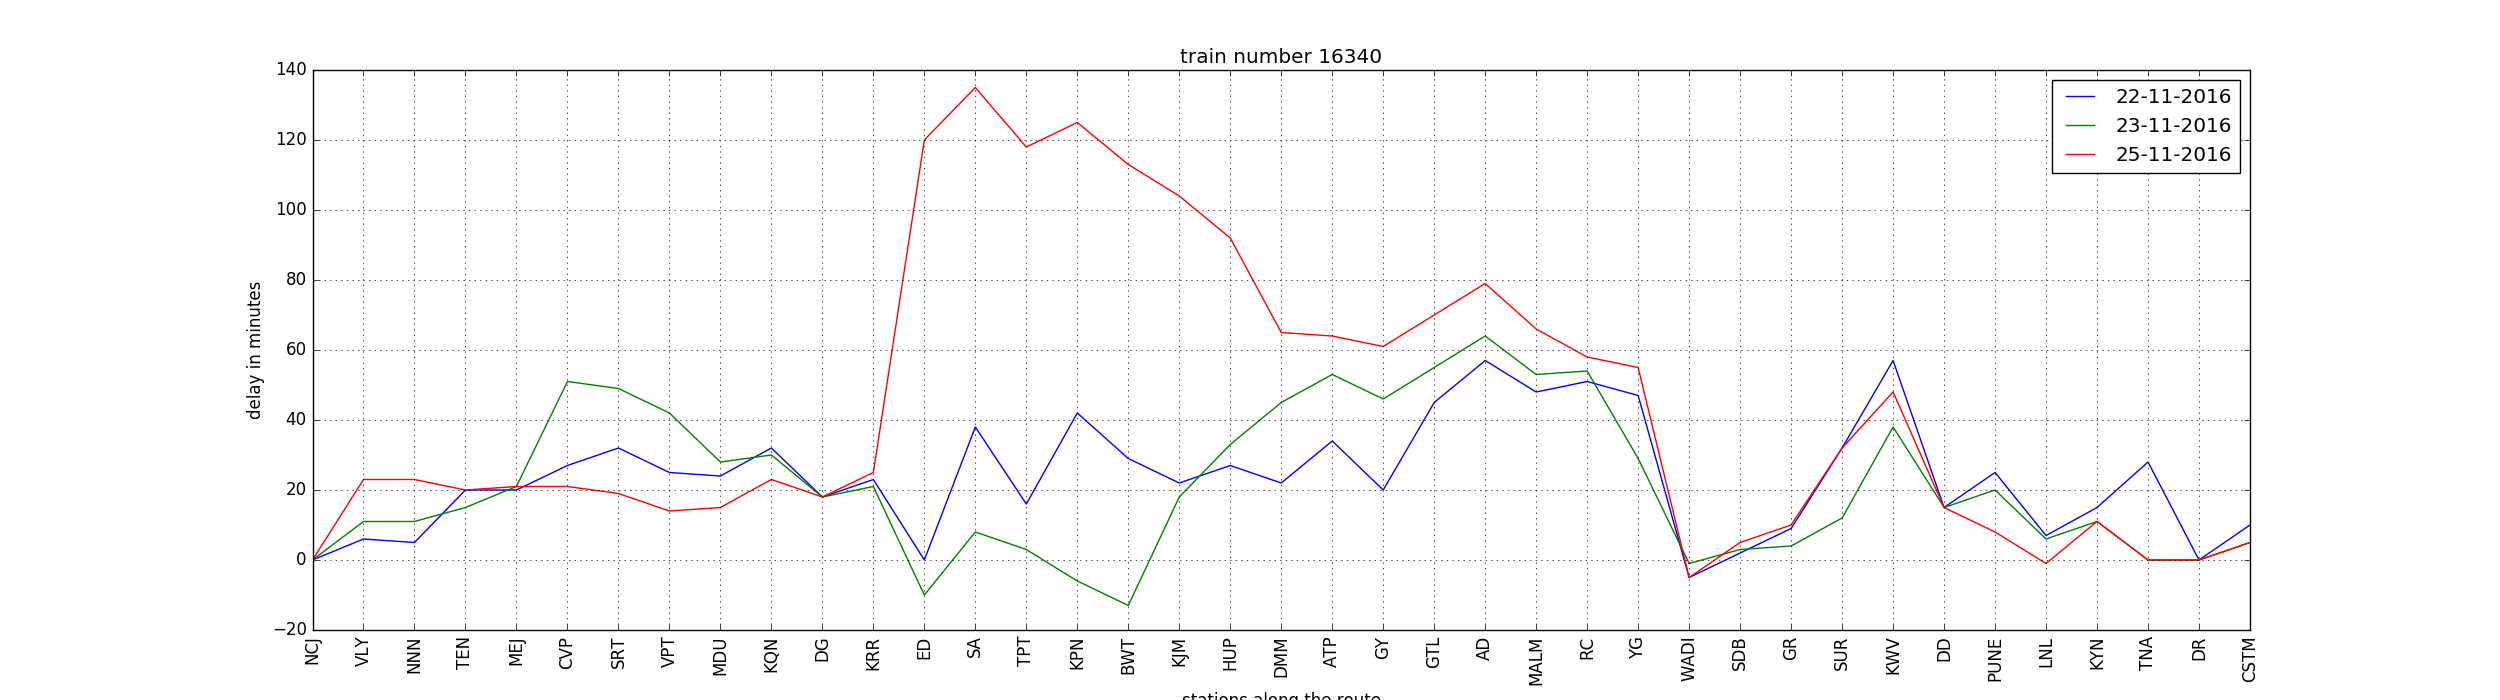 train number 16340
140
120
100
80
60
40
20
0
−20
delay in minutes
22-11-2016
23-11-2016
25-11-2016
NCJ
VLY
NNN
TEN
MEJ
CVP
SRT
VPT
MDU
KQN
DG
KRR
ED
SA
TPT
KPN
BWT
KJM
HUP
DMM
ATP
GY
GTL
AD
MALM
RC
YG
WADI
SDB
GR
SUR
KWV
DD
PUNE
LNL
KYN
TNA
DR
CSTM
stations along the route